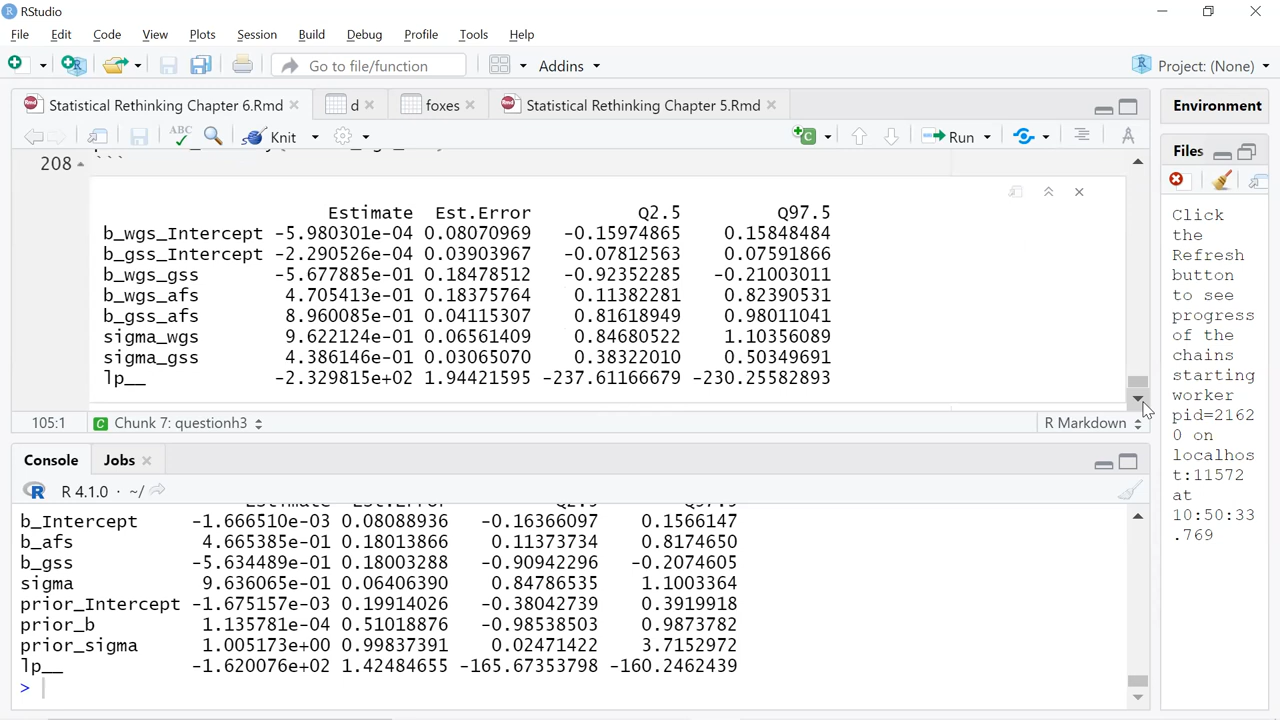 RStudio
File Edit Code View Plots Session Build Debug Profile Tools Help
Go to file/function Addins Project: (None)
Statistical Rethinking Chapter 6.Rmd d foxes Statistical Rethinking Chapter 5.Rmd
ABC Knit Run
208
```
Estimate Est.Error Q2.5 Q97.5
b_wgs_Intercept -5.980301e-04 0.08070969 -0.15974865 0.15848484
b_gss_Intercept -2.290526e-04 0.03903967 -0.07812563 0.07591866
b_wgs_gss -5.677885e-01 0.18478512 -0.92352285 -0.21003011
b_wgs_afs 4.705413e-01 0.18375764 0.11382281 0.82390531
b_gss_afs 8.960085e-01 0.04115307 0.81618949 0.98011041
sigma_wgs 9.622124e-01 0.06561409 0.84680522 1.10356089
sigma_gss 4.386146e-01 0.03065070 0.38322010 0.50349691
lp__ -2.329815e+02 1.94421595 -237.61166679 -230.25582893
105:1 Chunk 7: questionh3 R Markdown
Console Jobs
R 4.1.0 · ~/
b_Intercept -1.666510e-03 0.08088936 -0.16366097 0.1566147
b_afs 4.665385e-01 0.18013866 0.11373734 0.8174650
b_gss -5.634489e-01 0.18003288 -0.90942296 -0.2074605
sigma 9.636065e-01 0.06406390 0.84786535 1.1003364
prior_Intercept -1.675157e-03 0.19914026 -0.38042739 0.3919918
prior_b 1.135781e-04 0.51018876 -0.98538503 0.9873782
prior_sigma 1.005173e+00 0.99837391 0.02471422 3.7152972
lp__ -1.620076e+02 1.42484655 -165.67353798 -160.2462439
>
Environment
Files
Click
the
Refresh
button
to see
progress
of the
chains
starting
worker
pid=2162
0 on
localhos
t:11572
at
10:50:33
.769